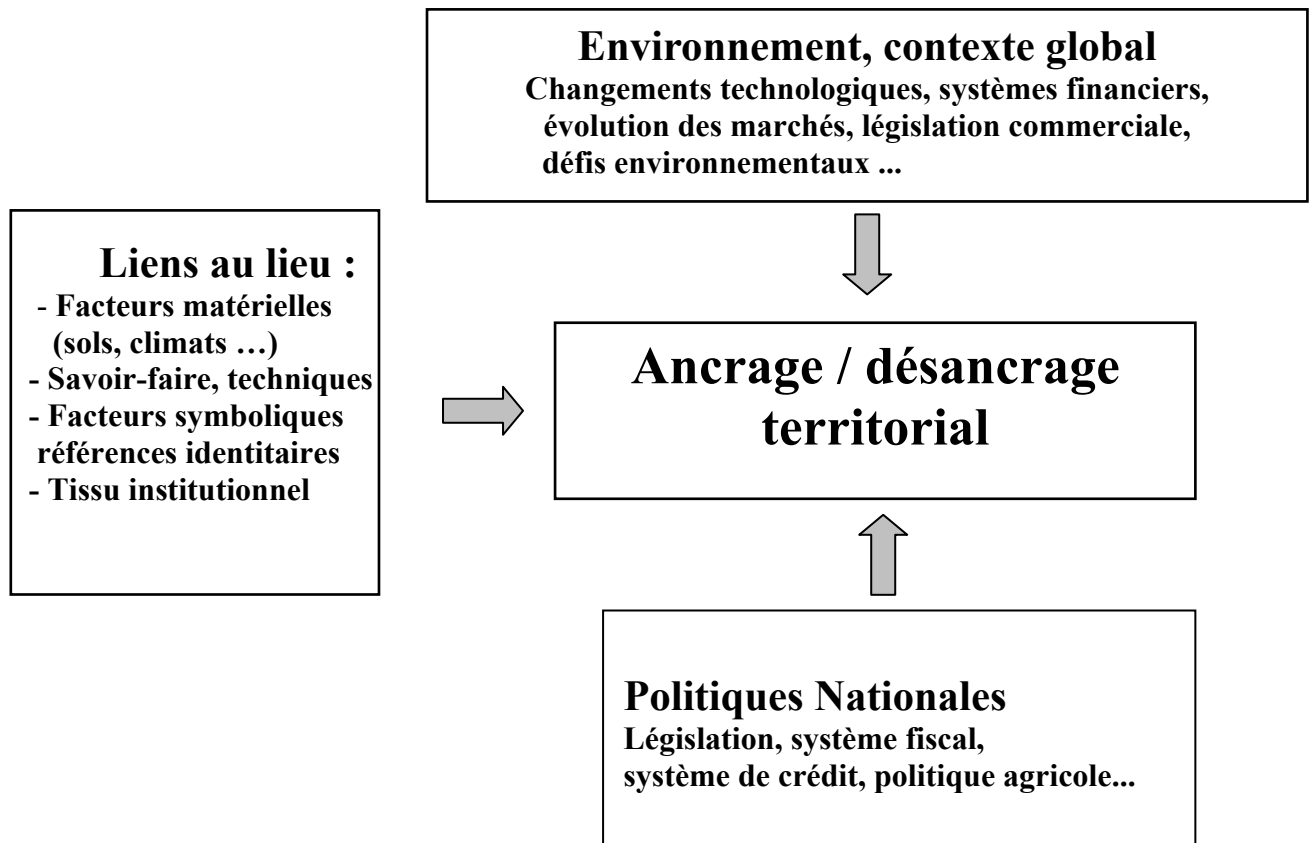 Environnement, contexte global
Changements technologiques, systèmes financiers,
évolution des marchés, législation commerciale,
défis environnementaux ...
Liens au lieu :
- Facteurs matérielles
(sols, climats …)
- Savoir-faire, techniques
- Facteurs symboliques
références identitaires
- Tissu institutionnel
Ancrage / désancrage
territorial
Politiques Nationales
Législation, système fiscal,
système de crédit, politique agricole...